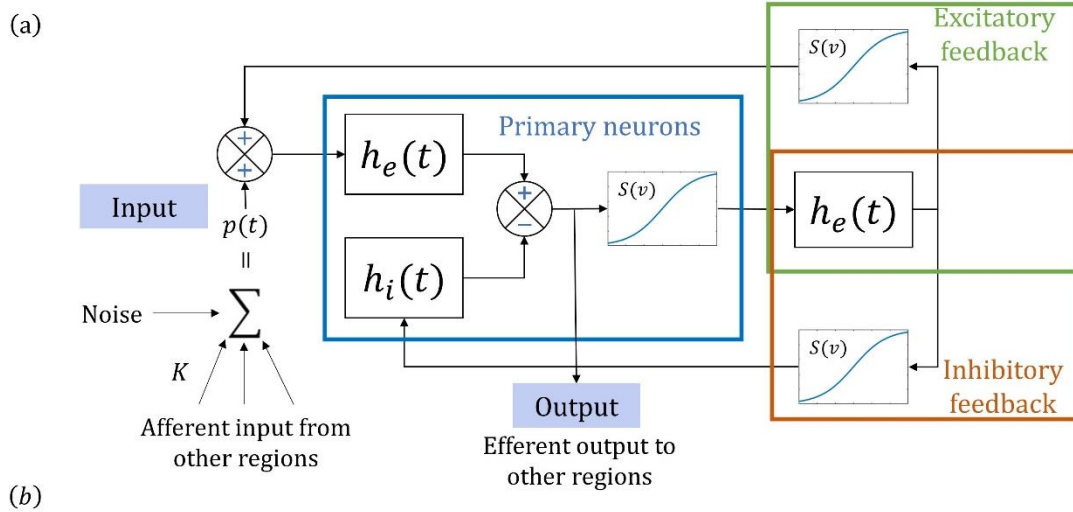 (a)
Excitatory
feedback
S(v)
Primary neurons
+
+
h_e(t)
+
−
S(v)
h_e(t)
Input
p(t)
=
h_i(t)
Noise
∑
K
S(v)
Inhibitory
feedback
Output
Afferent input from
other regions
Efferent output to
other regions
(b)